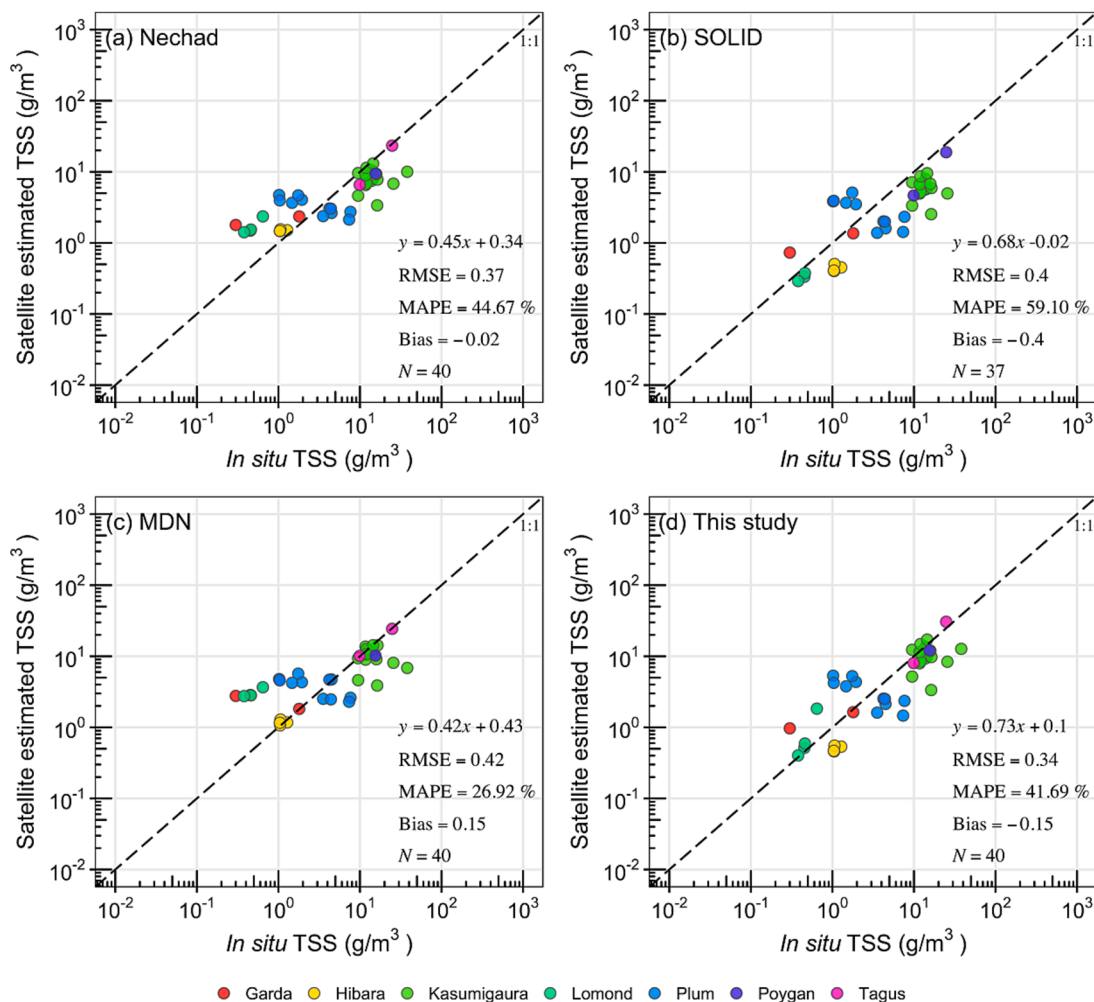 (a) Nechad
1:1
10³
10²
10¹
10⁰
10⁻¹
10⁻²
Satellite estimated TSS (g/m³ )
y = 0.45x + 0.34
RMSE = 0.37
MAPE = 44.67 %
Bias = −0.02
N = 40
10⁻² 10⁻¹ 10⁰ 10¹ 10² 10³
In situ TSS (g/m³ )
(b) SOLID
1:1
10³
10²
10¹
10⁰
10⁻¹
10⁻²
Satellite estimated TSS (g/m³ )
y = 0.68x -0.02
RMSE = 0.4
MAPE = 59.10 %
Bias = −0.4
N = 37
10⁻² 10⁻¹ 10⁰ 10¹ 10² 10³
In situ TSS (g/m³ )
(c) MDN
1:1
10³
10²
10¹
10⁰
10⁻¹
10⁻²
Satellite estimated TSS (g/m³ )
y = 0.42x + 0.43
RMSE = 0.42
MAPE = 26.92 %
Bias = 0.15
N = 40
10⁻² 10⁻¹ 10⁰ 10¹ 10² 10³
In situ TSS (g/m³ )
(d) This study
1:1
10³
10²
10¹
10⁰
10⁻¹
10⁻²
Satellite estimated TSS (g/m³ )
y = 0.73x + 0.1
RMSE = 0.34
MAPE = 41.69 %
Bias = −0.15
N = 40
10⁻² 10⁻¹ 10⁰ 10¹ 10² 10³
In situ TSS (g/m³ )
Garda Hibara Kasumigaura Lomond Plum Poygan Tagus